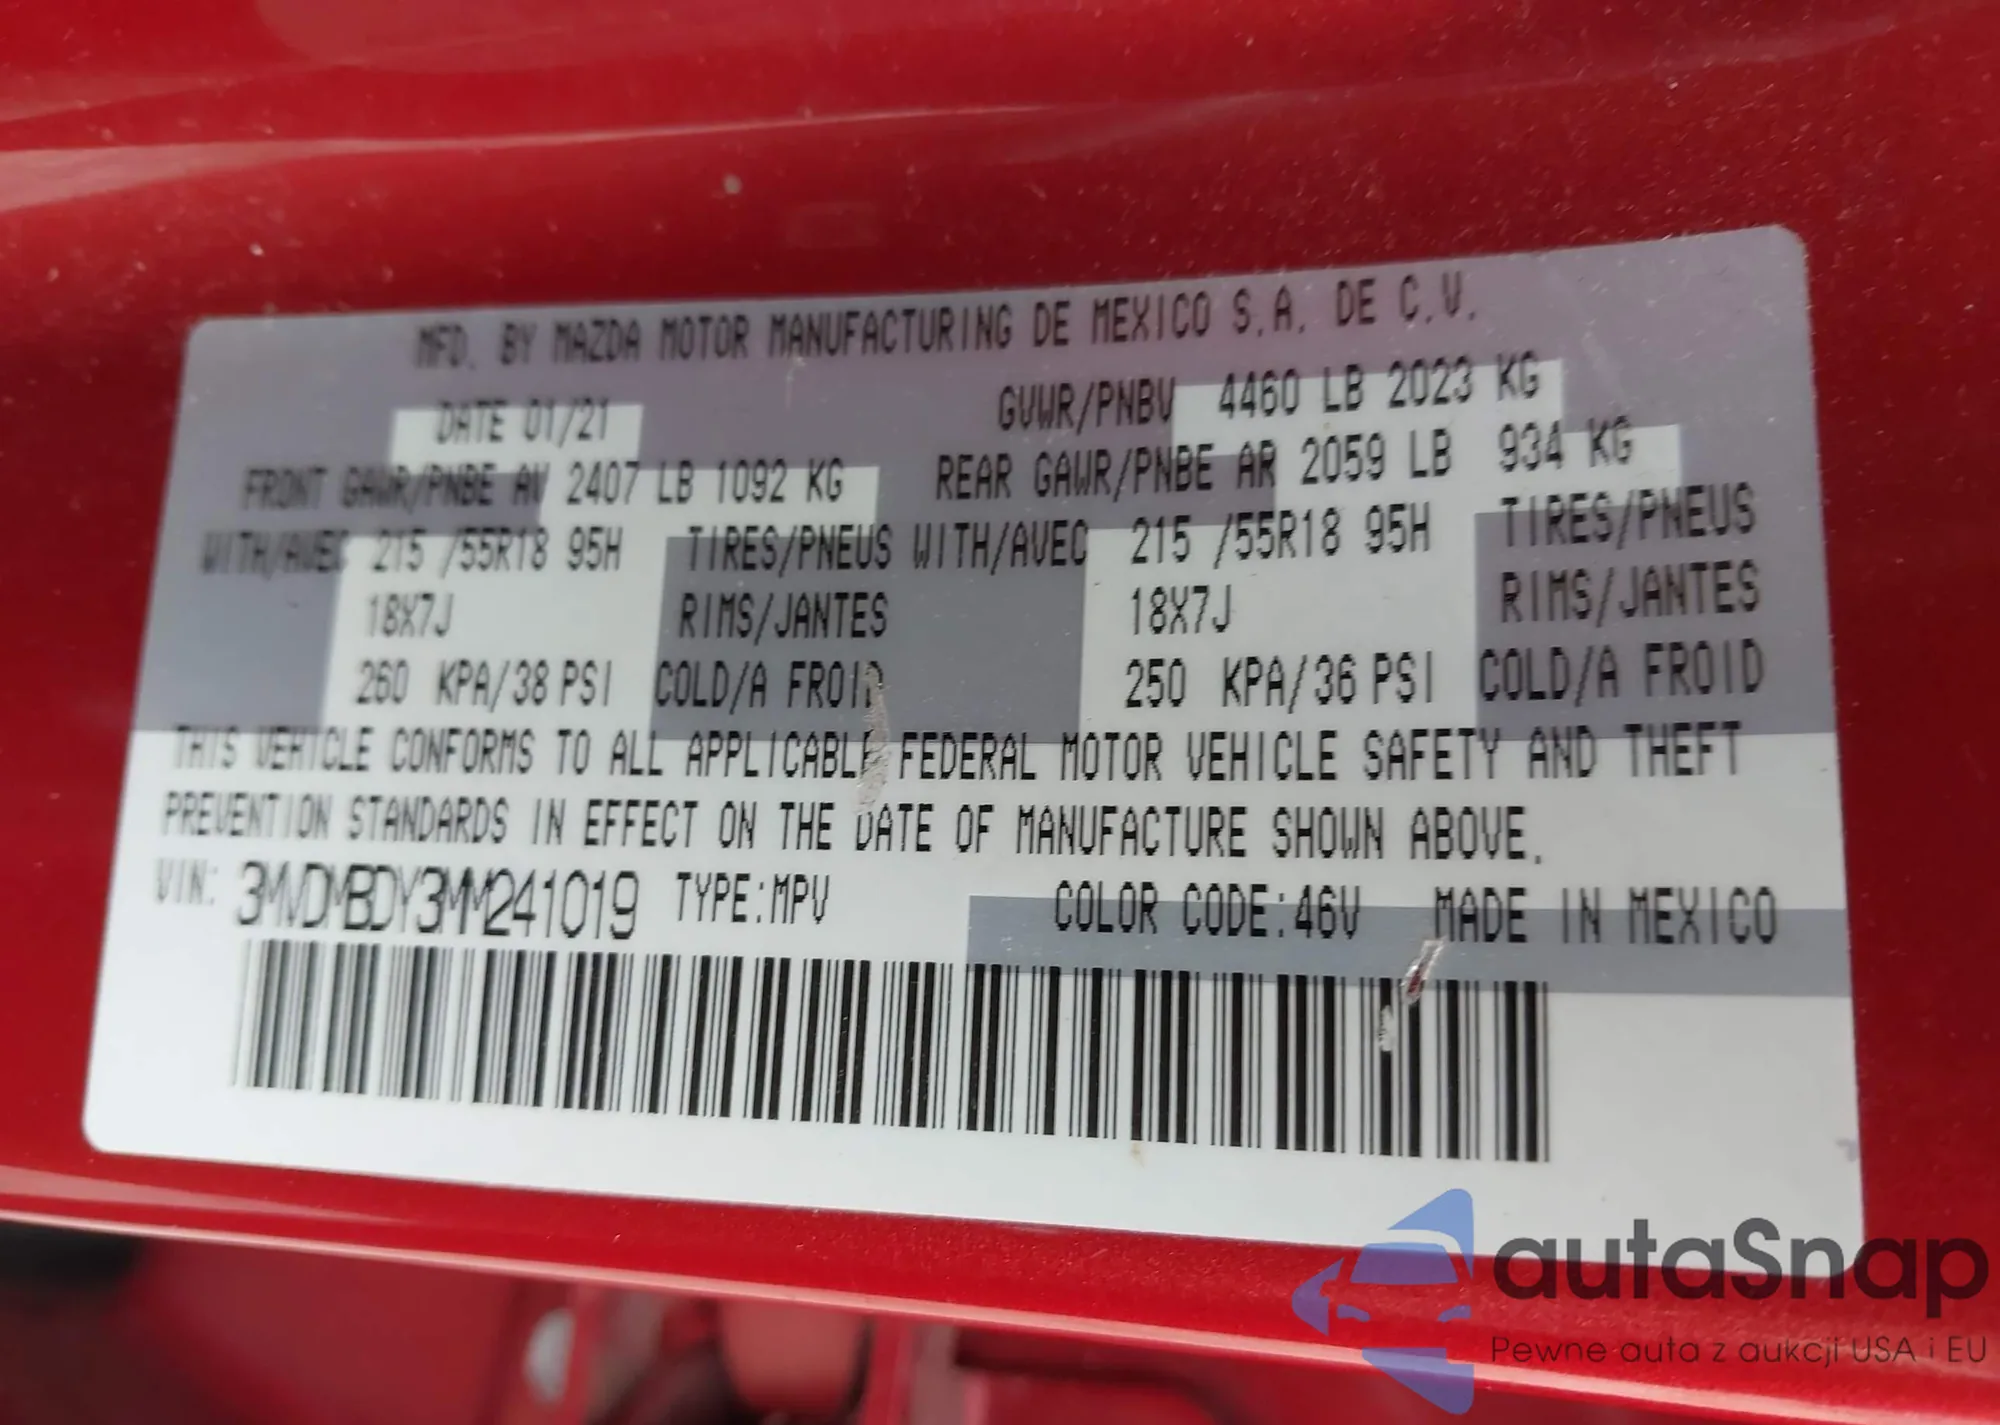 MFD. BY MAZDA MOTOR MANUFACTURING DE MEXICO S.A. DE C.V.
DATE 01/21 GVWR/PNBV 4460 LB 2023 KG
FRONT GAWR/PNBE AV 2407 LB 1092 KG REAR GAWR/PNBE AR 2059 LB 934 KG
WITH/AVEC 215 /55R18 95H TIRES/PNEUS WITH/AVEC 215 /55R18 95H TIRES/PNEUS
18X7J RIMS/JANTES 18X7J RIMS/JANTES
260 KPA/38 PSI COLD/A FROID 250 KPA/36 PSI COLD/A FROID
THIS VEHICLE CONFORMS TO ALL APPLICABLE FEDERAL MOTOR VEHICLE SAFETY AND THEFT
PREVENTION STANDARDS IN EFFECT ON THE DATE OF MANUFACTURE SHOWN ABOVE.
VIN: 3MVDMBDY3MM241019 TYPE:MPV COLOR CODE:46V MADE IN MEXICO
autaSnap
Pewne auta z aukcji USA i EU